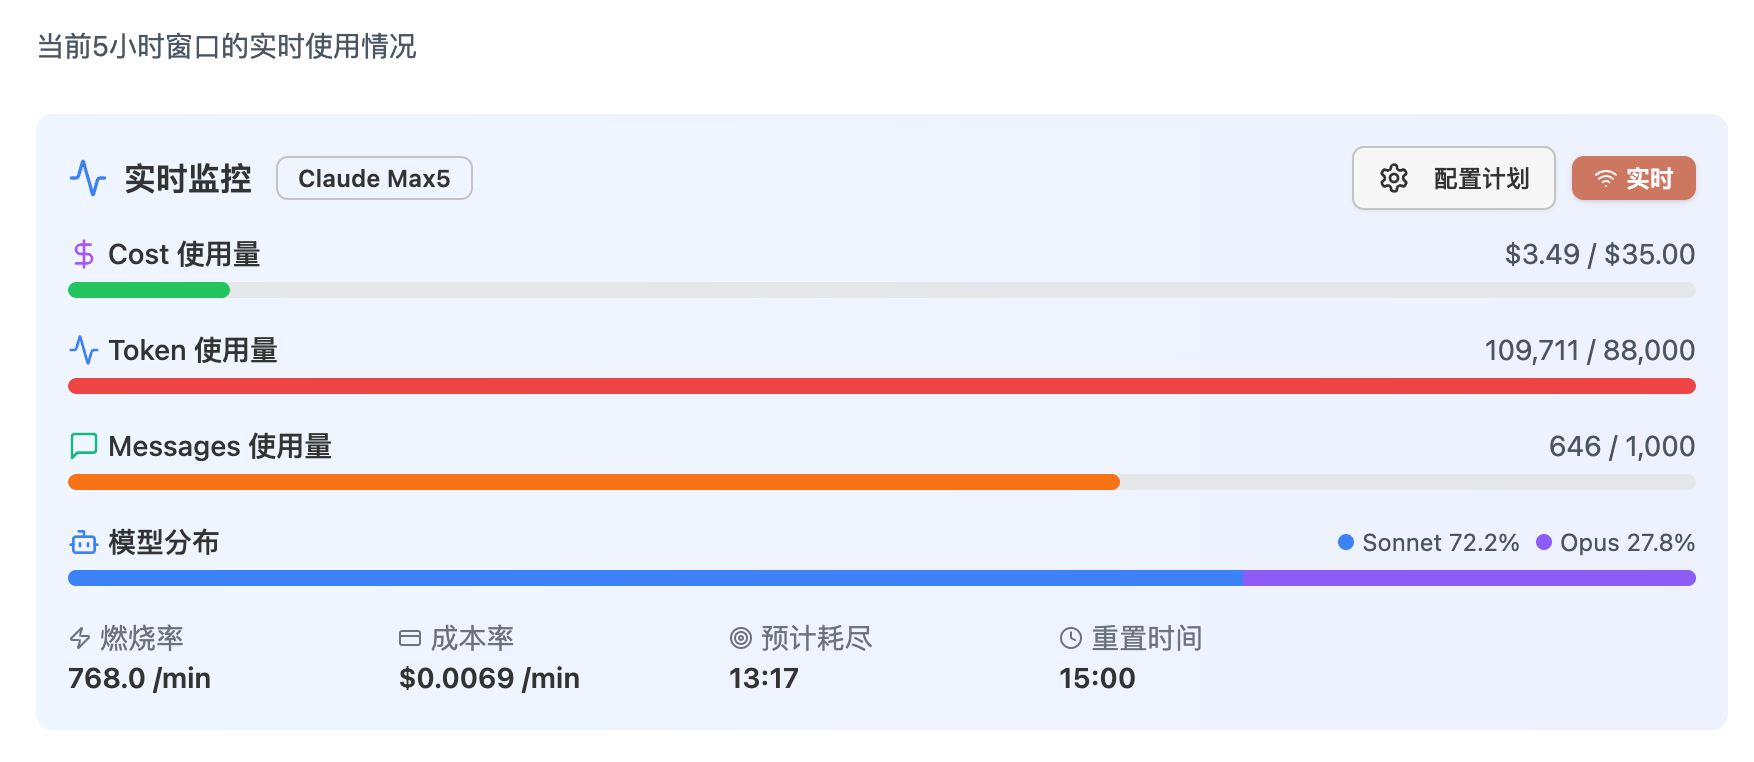 当前5小时窗口的实时使用情况
实时监控 Claude Max5 配置计划 实时
Cost 使用量 $3.49 / $35.00
Token 使用量 109,711 / 88,000
Messages 使用量 646 / 1,000
模型分布 Sonnet 72.2% Opus 27.8%
燃烧率 成本率 预计耗尽 重置时间
768.0 /min $0.0069 /min 13:17 15:00